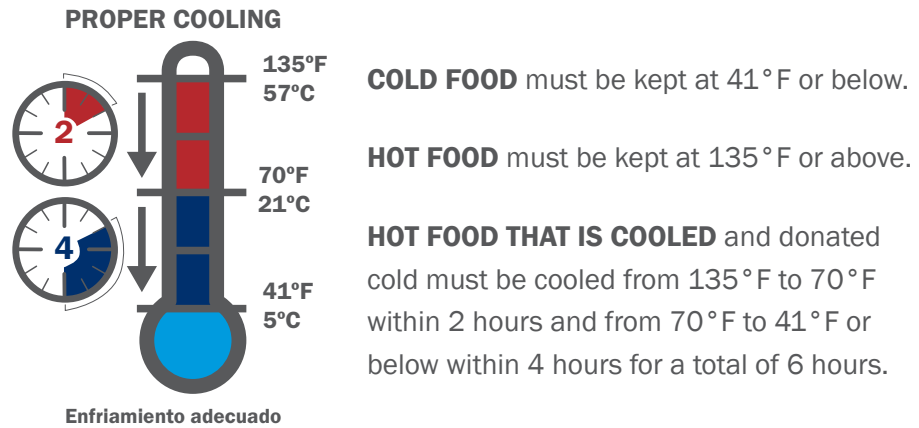 PROPER COOLING
135ºF
57ºC
2
70ºF
21ºC
4
41ºF
5ºC
Enfriamiento adecuado
COLD FOOD must be kept at 41°F or below.
HOT FOOD must be kept at 135°F or above.
HOT FOOD THAT IS COOLED and donated
cold must be cooled from 135°F to 70°F
within 2 hours and from 70°F to 41°F or
below within 4 hours for a total of 6 hours.